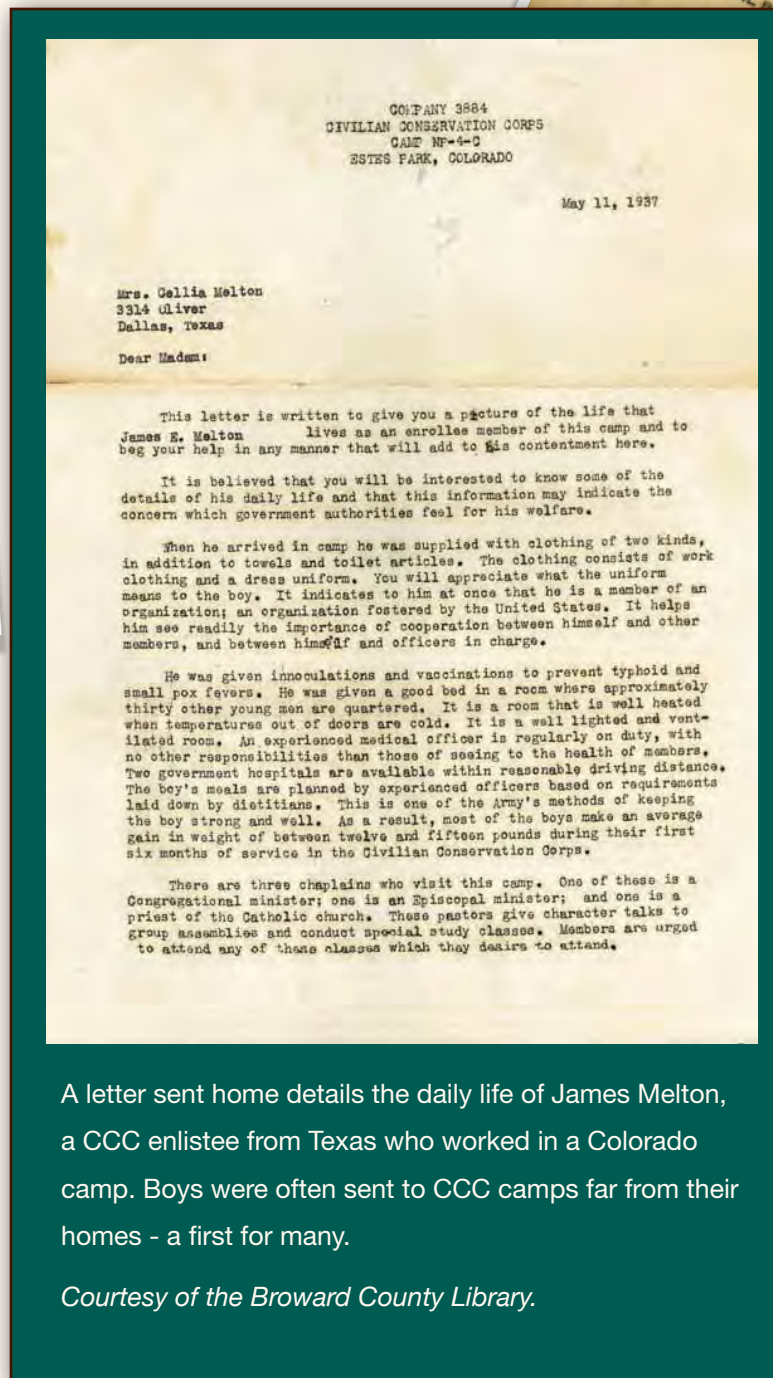 COMPANY 3884
CIVILIAN CONSERVATION CORPS
CAMP NP-4-C
ESTES PARK, COLORADO
May 11, 1937
Mrs. Cellia Melton
3314 Oliver
Dallas, Texas
Dear Madam:
This letter is written to give you a picture of the life that
James E. Melton lives as an enrollee member of this camp and to
beg your help in any manner that will add to his contentment here.
It is believed that you will be interested to know some of the
details of his daily life and that this information may indicate the
concern which government authorities feel for his welfare.
When he arrived in camp he was supplied with clothing of two kinds,
in addition to towels and toilet articles. The clothing consists of work
clothing and a dress uniform. You will appreciate what the uniform
means to the boy. It indicates to him at once that he is a member of an
organization; an organization fostered by the United States. It helps
him see readily the importance of cooperation between himself and other
members, and between himself and officers in charge.
He was given innoculations and vaccinations to prevent typhoid and
small pox fevers. He was given a good bed in a room where approximately
thirty other young men are quartered. It is a room that is well heated
when temperatures out of doors are cold. It is a well lighted and vent-
ilated room. An experienced medical officer is regularly on duty, with
no other responsibilities than those of seeing to the health of members.
Two government hospitals are available within reasonable driving distance.
The boy's meals are planned by experienced officers based on requirements
laid down by dietitians. This is one of the Army's methods of keeping
the boy strong and well. As a result, most of the boys make an average
gain in weight of between twelve and fifteen pounds during their first
six months of service in the Civilian Conservation Corps.
There are three chaplains who visit this camp. One of these is a
Congregational minister; one is an Episcopal minister; and one is a
priest of the Catholic church. These pastors give character talks to
group assemblies and conduct special study classes. Members are urged
to attend any of these classes which they desire to attend.
A letter sent home details the daily life of James Melton,
a CCC enlistee from Texas who worked in a Colorado
camp. Boys were often sent to CCC camps far from their
homes - a first for many.
Courtesy of the Broward County Library.